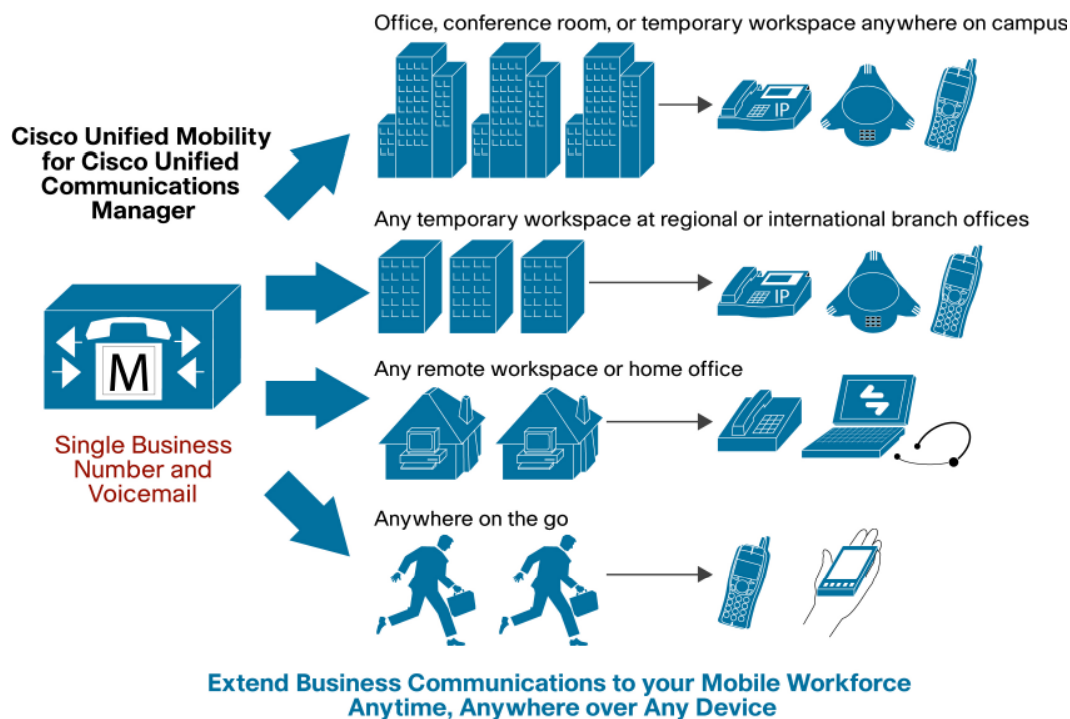 Office, conference room, or temporary workspace anywhere on campus
IP
Cisco Unified Mobility
for Cisco Unified
Communications
Manager
Any temporary workspace at regional or international branch offices
IP
M
Single Business
Number and
Voicemail
Any remote workspace or home office
Anywhere on the go
Extend Business Communications to your Mobile Workforce
Anytime, Anywhere over Any Device